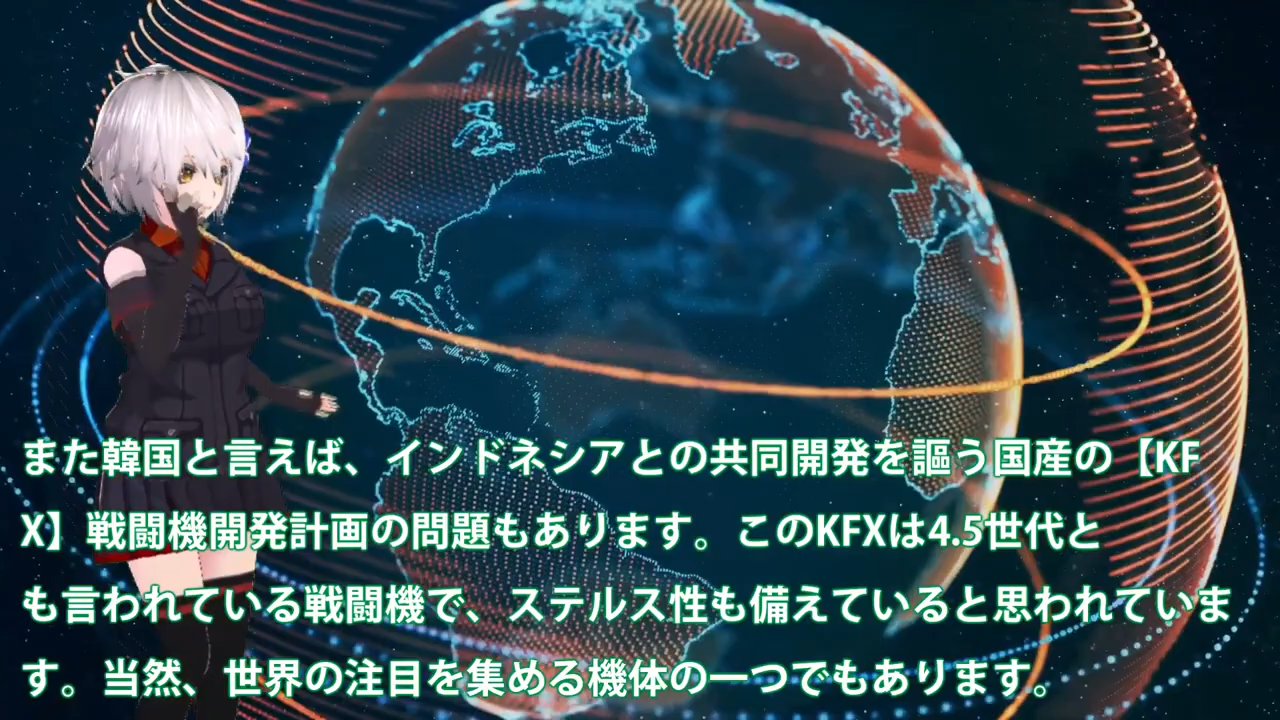 また韓国と言えば、インドネシアとの共同開発を謳う国産の【KF
X】戦闘機開発計画の問題もあります。このKFXは4.5世代と
も言われている戦闘機で、ステルス性も備えていると思われていま
す。当然、世界の注目を集める機体の一つでもあります。